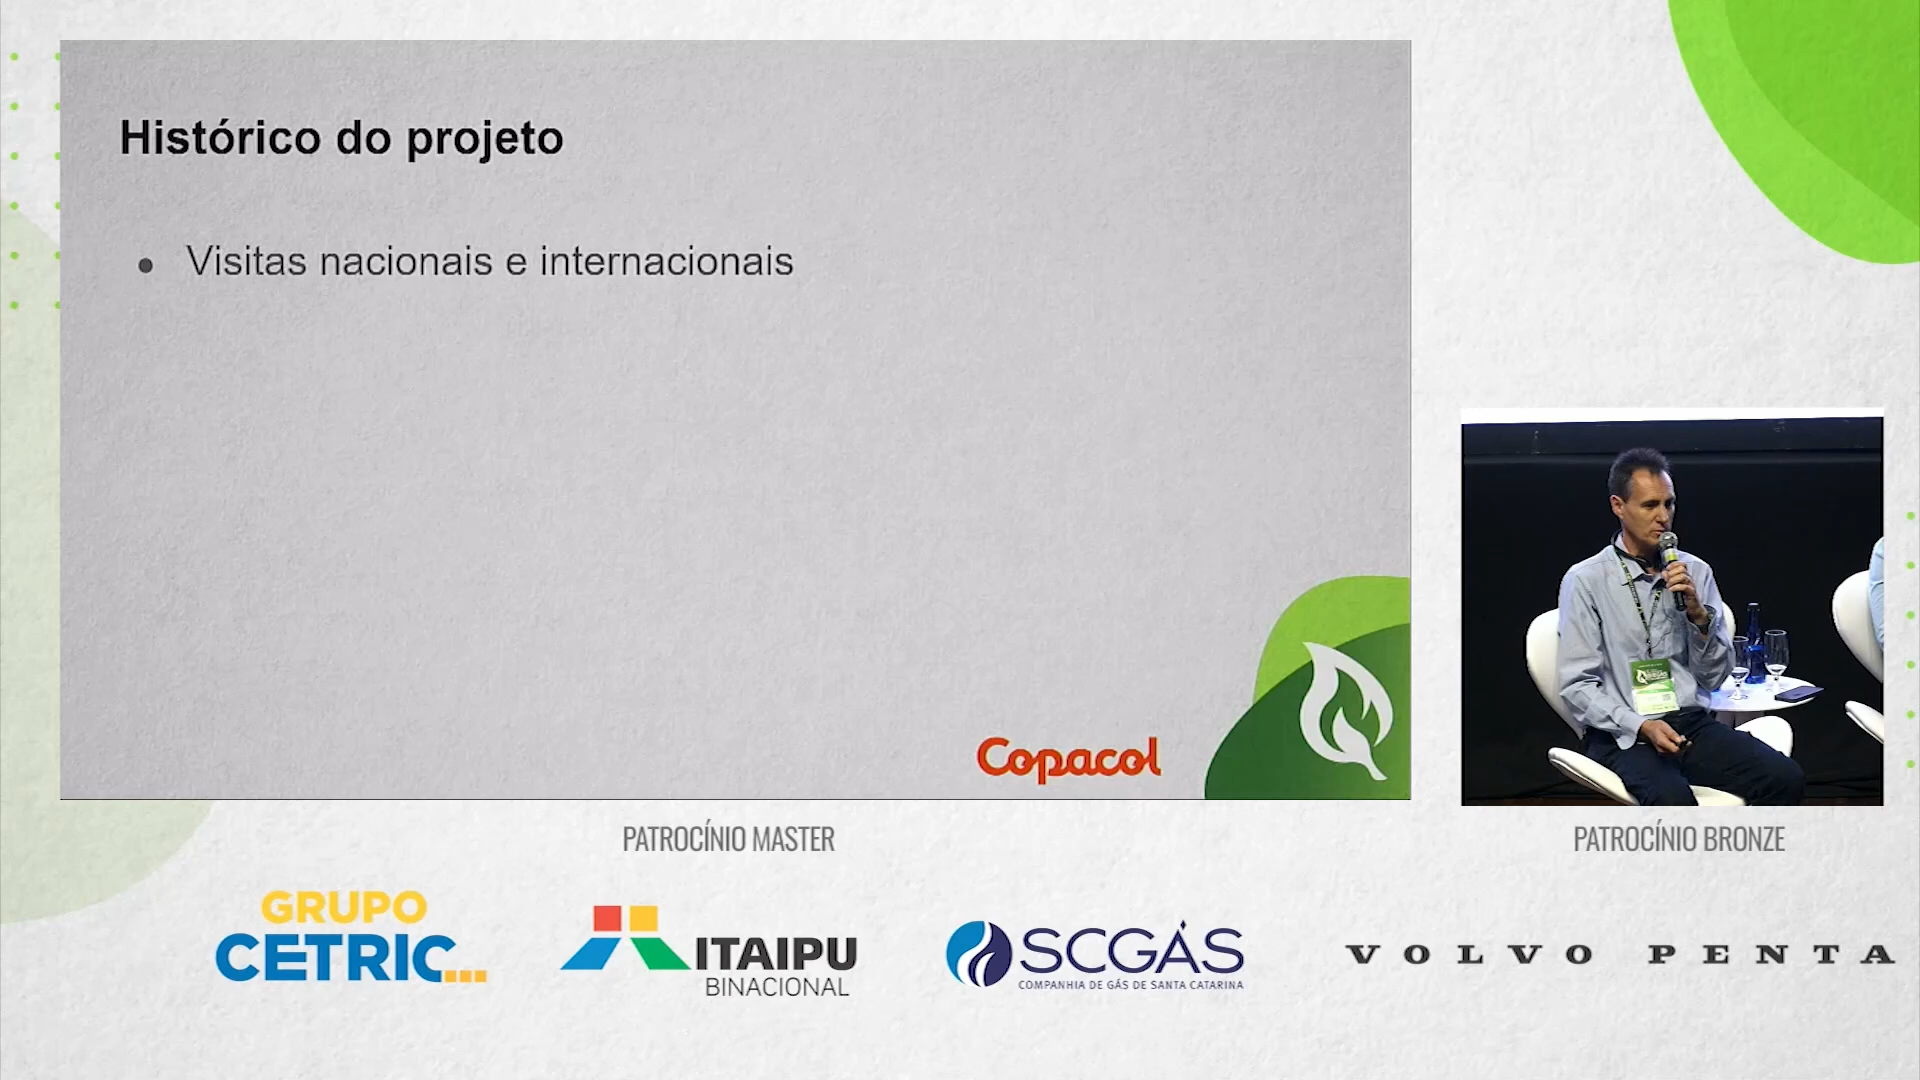 Histórico do projeto
● Visitas nacionais e internacionais
Copacol
PATROCÍNIO MASTER
PATROCÍNIO BRONZE
GRUPO
CETRIC...
ITAIPU
BINACIONAL
SCGÁS
COMPANHIA DE GÁS DE SANTA CATARINA
VOLVO PENTA